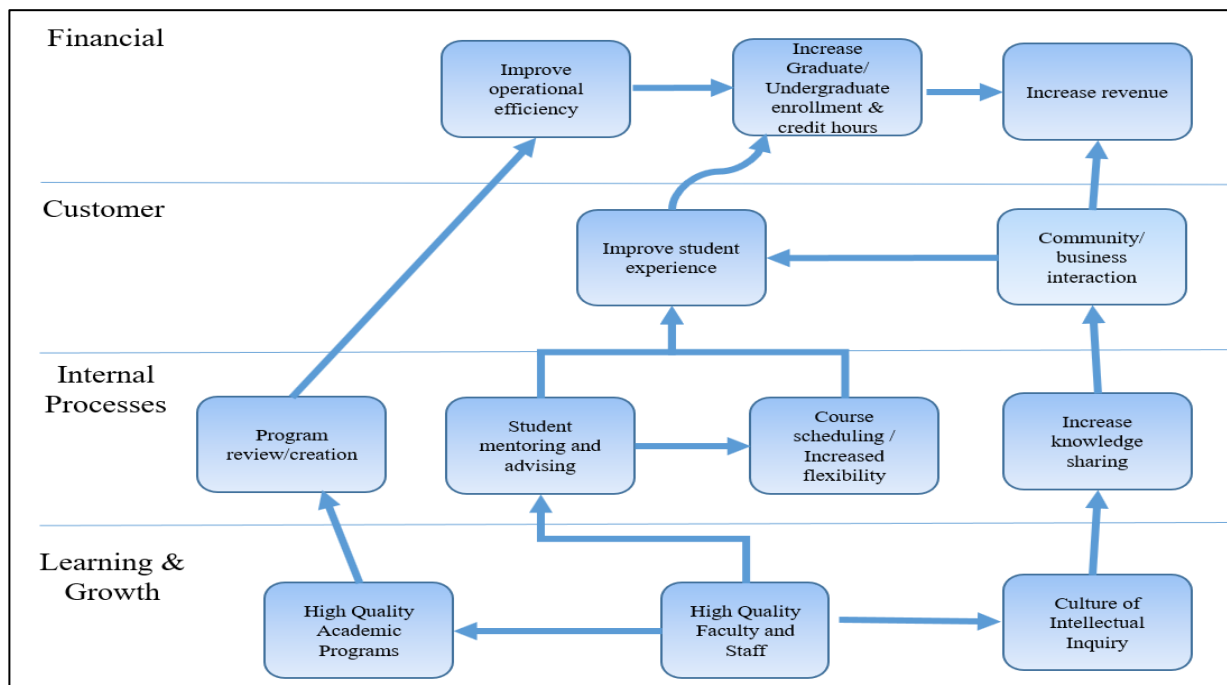 Financial
Improve
operational
efficiency
Increase
Graduate/
Undergraduate
enrollment &
credit hours
Increase revenue
Customer
Improve student
experience
Community/
business
interaction
Internal
Processes
Program
review/creation
Student
mentoring and
advising
Course
scheduling /
Increased
flexibility
Increase
knowledge
sharing
Learning &
Growth
High Quality
Academic
Programs
High Quality
Faculty and
Staff
Culture of
Intellectual
Inquiry